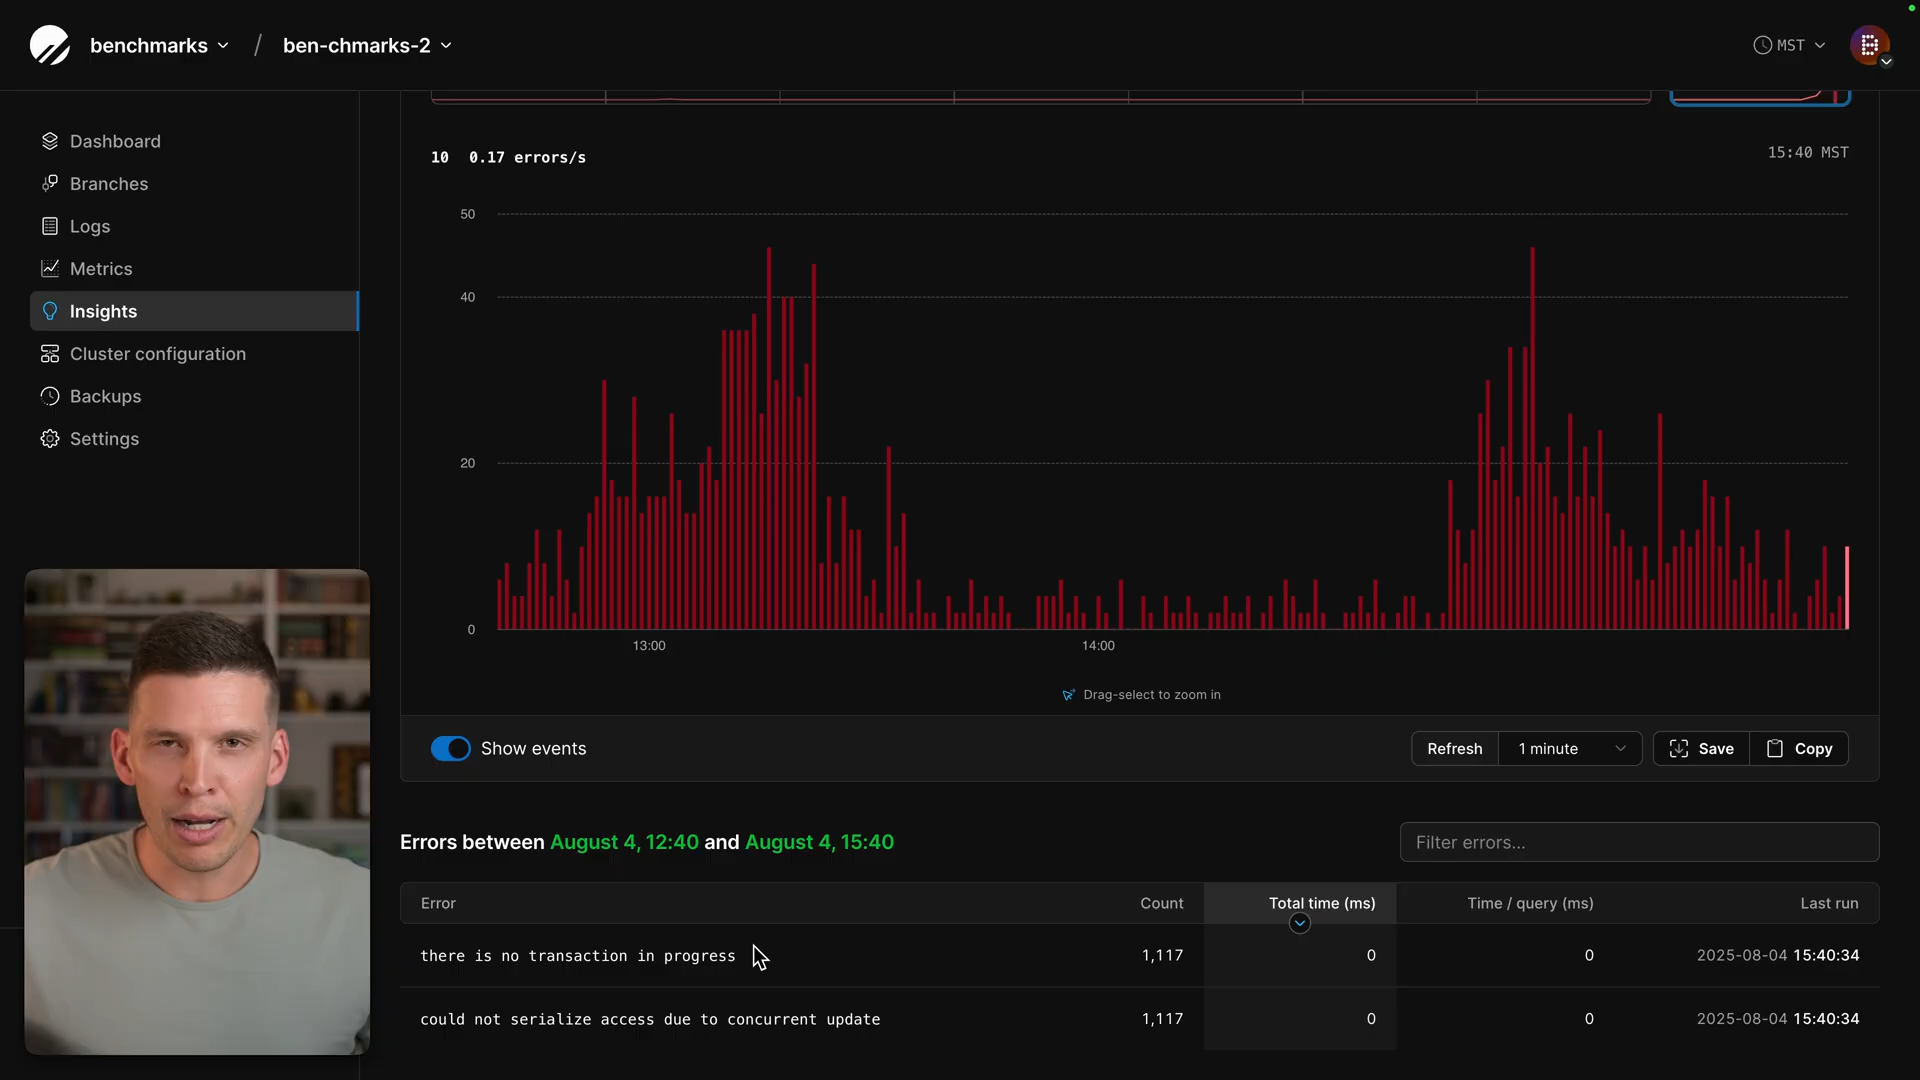 benchmarks / ben-chmarks-2
MST
Dashboard
Branches
Logs
Metrics
Insights
Cluster configuration
Backups
Settings
10 0.17 errors/s
15:40 MST
50
40
20
0
13:00 14:00
Drag-select to zoom in
Show events
Refresh 1 minute Save Copy
Errors between August 4, 12:40 and August 4, 15:40
Filter errors...
Error Count Total time (ms) Time / query (ms) Last run
there is no transaction in progress 1,117 0 0 2025-08-04 15:40:34
could not serialize access due to concurrent update 1,117 0 0 2025-08-04 15:40:34